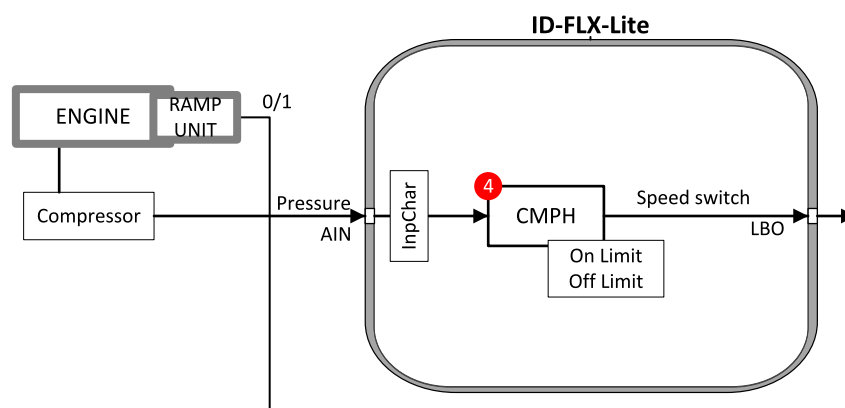 ID-FLX-Lite
ENGINE
RAMP
UNIT
0/1
Compressor
Pressure
AIN
InpChar
4
CMPH
On Limit
Off Limit
Speed switch
LBO